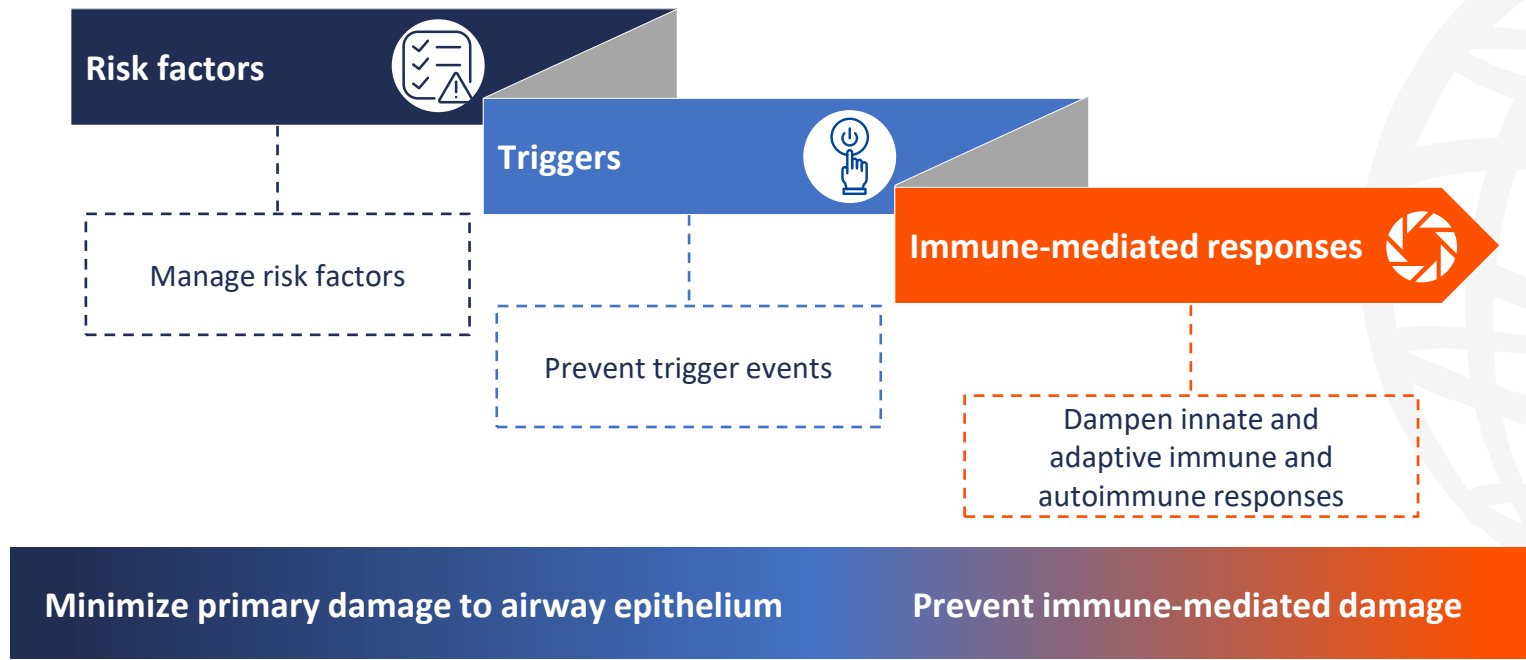 Risk factors
Triggers
Immune-mediated responses
Manage risk factors
Prevent trigger events
Dampen innate and
adaptive immune and
autoimmune responses
Minimize primary damage to airway epithelium
Prevent immune-mediated damage